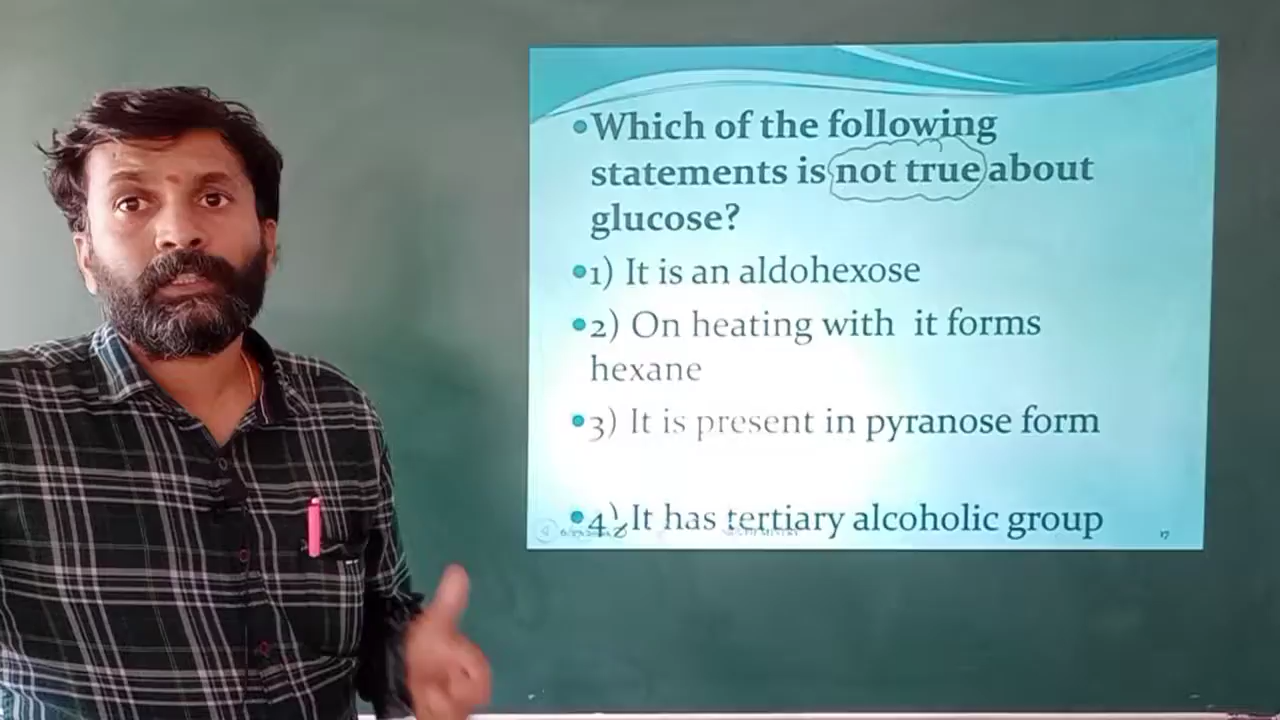 •Which of the following
statements is not true about
glucose?
•1) It is an aldohexose
•2) On heating with it forms
hexane
•3) It is present in pyranose form
•4) It has tertiary alcoholic group
17